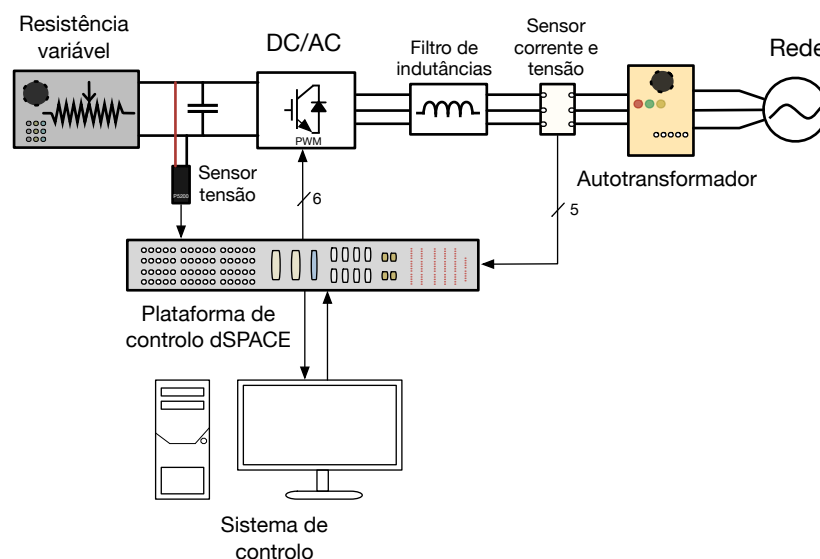 Resistência
variável
DC/AC
Filtro de
indutâncias
Sensor
corrente e
tensão
Rede
PWM
Sensor
tensão
P5200
6
5
Autotransformador
Plataforma de
controlo dSPACE
Sistema de
controlo